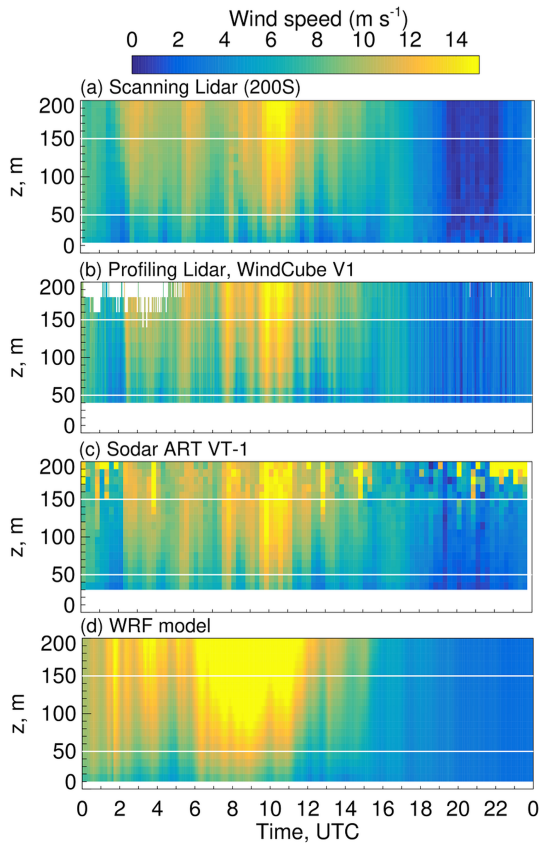 Wind speed (m s⁻¹)
0 2 4 6 8 10 12 14
(a) Scanning Lidar (200S)
200
150
100
50
0
z, m
(b) Profiling Lidar, WindCube V1
200
150
100
50
0
z, m
(c) Sodar ART VT-1
200
150
100
50
0
z, m
(d) WRF model
200
150
100
50
0
z, m
0 2 4 6 8 10 12 14 16 18 20 22 0
Time, UTC